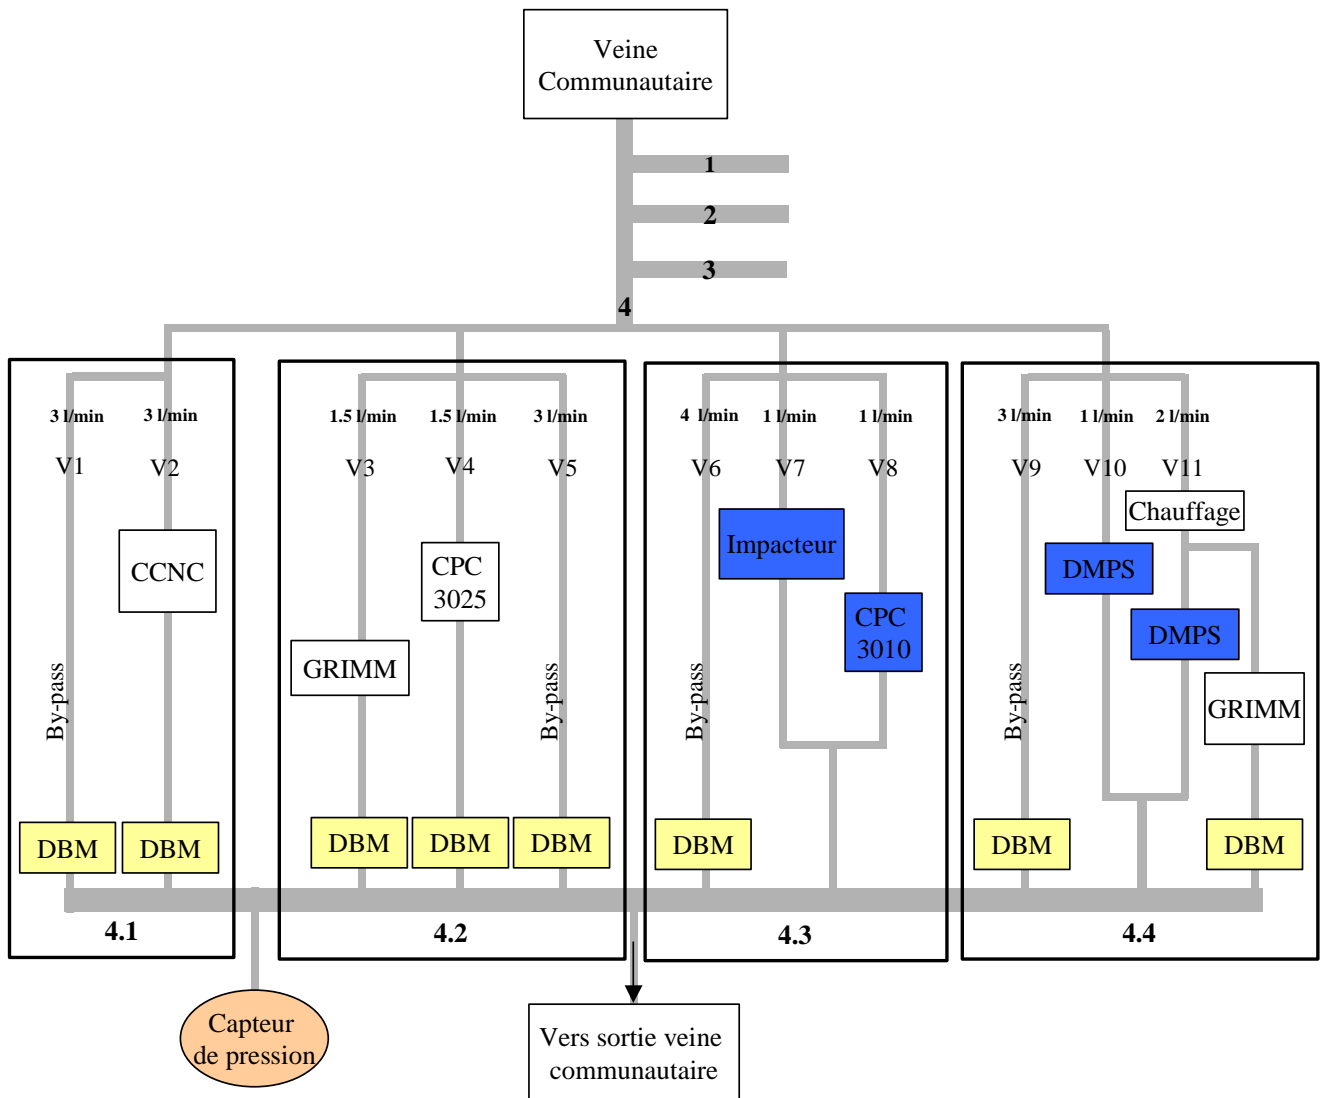 Veine
Communautaire
1
2
3
4
3 l/min
3 l/min
1.5 l/min
1.5 l/min
3 l/min
4 l/min
1 l/min
1 l/min
3 l/min
1 l/min
2 l/min
V1
V2
V3
V4
V5
V6
V7
V8
V9
V10
V11
Chauffage
CCNC
CPC
3025
Impacteur
DMPS
CPC
3010
DMPS
GRIMM
GRIMM
By-pass
By-pass
By-pass
By-pass
DBM
DBM
DBM
DBM
DBM
DBM
DBM
DBM
4.1
4.2
4.3
4.4
Capteur
de pression
Vers sortie veine
communautaire